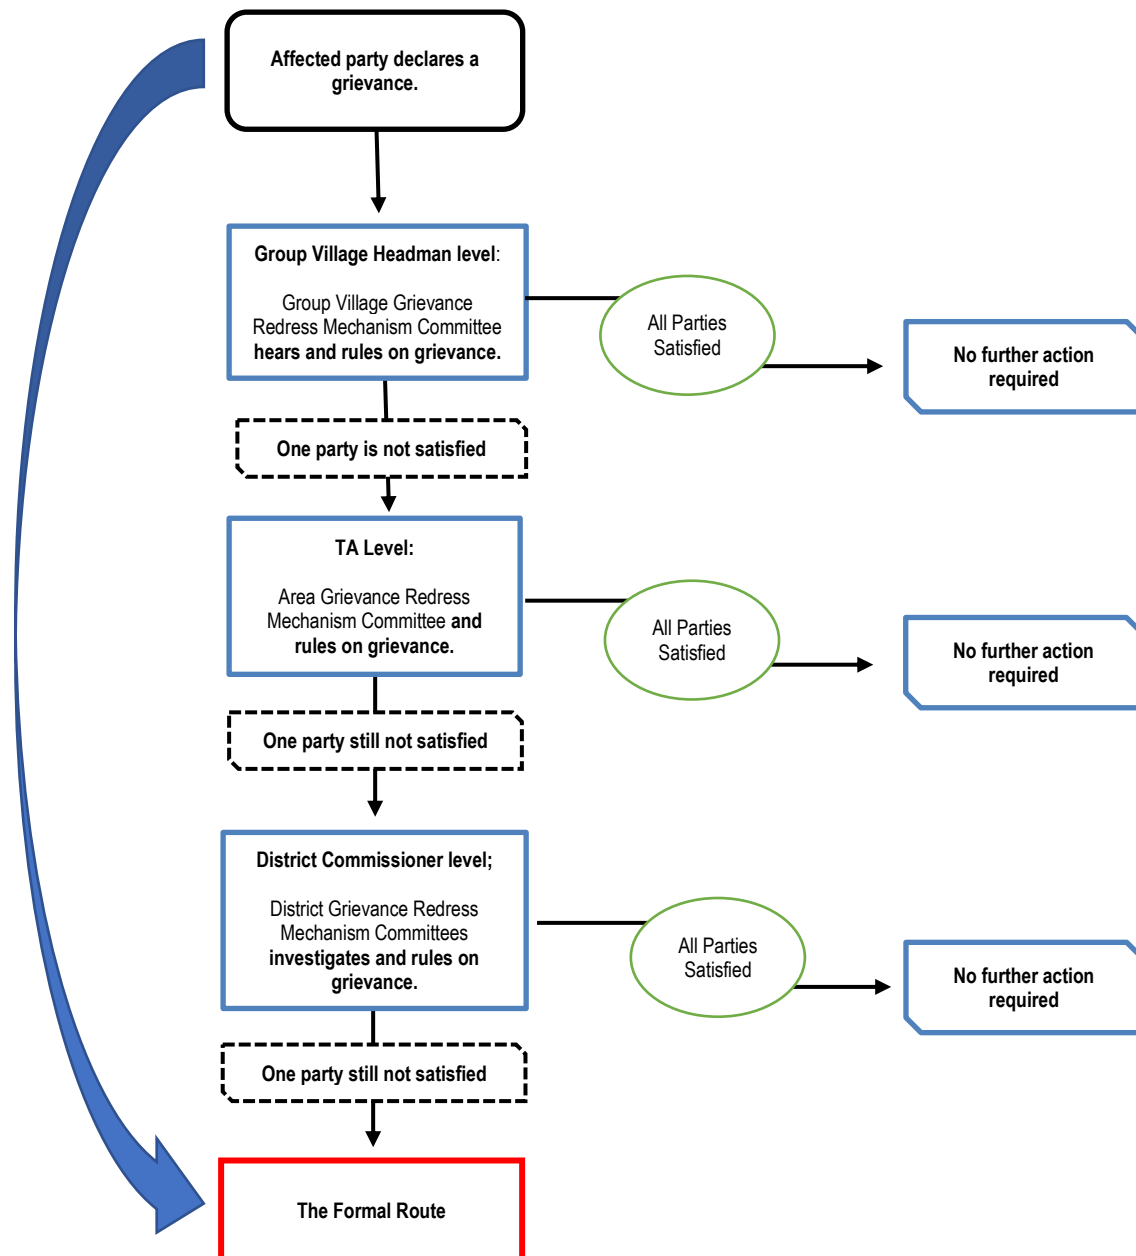 Affected party declares a
grievance.
Group Village Headman level:
Group Village Grievance
Redress Mechanism Committee
hears and rules on grievance.
All Parties
Satisfied
No further action
required
One party is not satisfied
TA Level:
Area Grievance Redress
Mechanism Committee and
rules on grievance.
All Parties
Satisfied
No further action
required
One party still not satisfied
District Commissioner level;
District Grievance Redress
Mechanism Committees
investigates and rules on
grievance.
All Parties
Satisfied
No further action
required
One party still not satisfied
The Formal Route